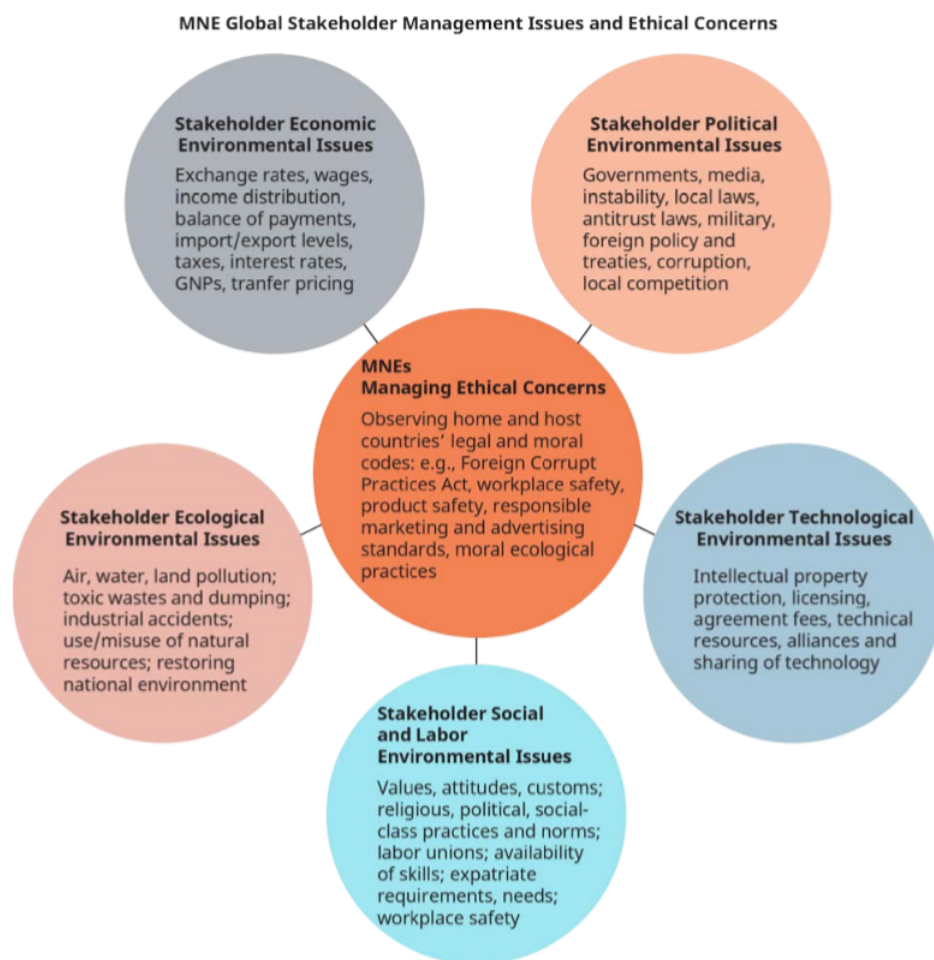 MNE Global Stakeholder Management Issues and Ethical Concerns
Stakeholder Economic
Environmental Issues
Exchange rates, wages,
income distribution,
balance of payments,
import/export levels,
taxes, interest rates,
GNPs, tranfer pricing
Stakeholder Political
Environmental Issues
Governments, media,
instability, local laws,
antitrust laws, military,
foreign policy and
treaties, corruption,
local competition
MNEs
Managing Ethical Concerns
Observing home and host
countries’ legal and moral
codes: e.g., Foreign Corrupt
Practices Act, workplace safety,
product safety, responsible
marketing and advertising
standards, moral ecological
practices
Stakeholder Ecological
Environmental Issues
Air, water, land pollution;
toxic wastes and dumping;
industrial accidents;
use/misuse of natural
resources; restoring
national environment
Stakeholder Technological
Environmental Issues
Intellectual property
protection, licensing,
agreement fees, technical
resources, alliances and
sharing of technology
Stakeholder Social
and Labor
Environmental Issues
Values, attitudes, customs;
religious, political, social-
class practices and norms;
labor unions; availability
of skills; expatriate
requirements, needs;
workplace safety